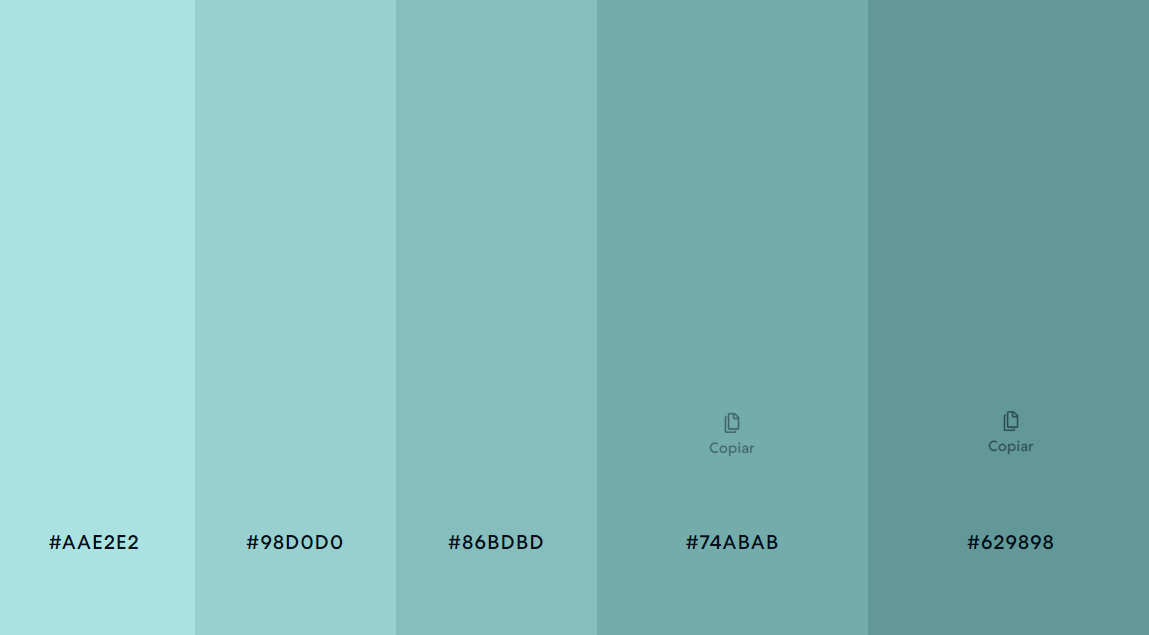 Copiar
Copiar
#AAE2E2
#98D0D0
#86BDBD
#74ABAB
#629898